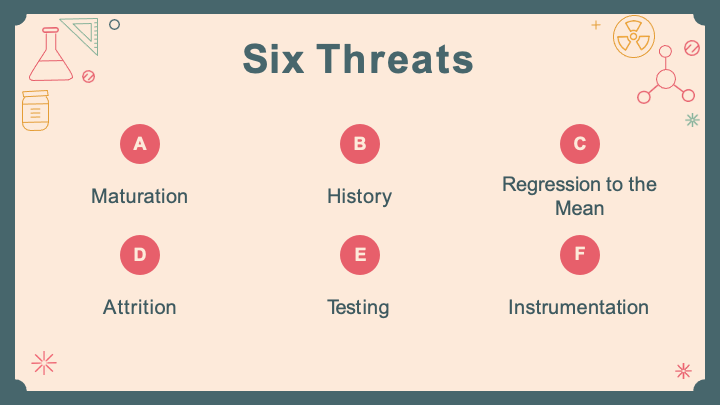 Six Threats
A
Maturation
B
History
C
Regression to the
Mean
D
Attrition
E
Testing
F
Instrumentation